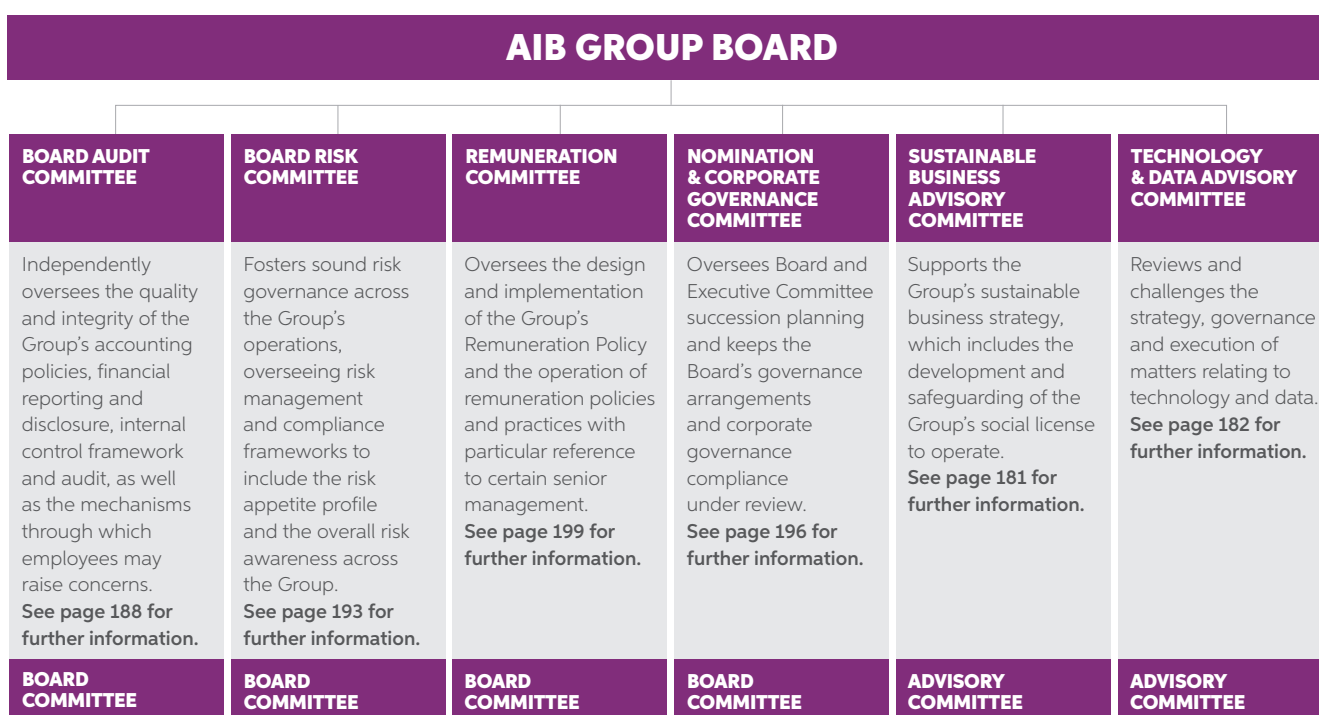 AIB GROUP BOARD
BOARD AUDIT
COMMITTEE
Independently
oversees the quality
and integrity of the
Group's accounting
policies, financial
reporting and
disclosure, internal
control framework
and audit, as well
as the mechanisms
through which
employees may
raise concerns.
See page 188 for
further information.
BOARD
COMMITTEE
BOARD RISK
COMMITTEE
Fosters sound risk
governance across
the Group's
operations,
overseeing risk
management
and compliance
frameworks to
include the risk
appetite profile
and the overall risk
awareness across
the Group.
See page 193 for
further information.
BOARD
COMMITTEE
REMUNERATION
COMMITTEE
Oversees the design
and implementation
of the Group's
Remuneration Policy
and the operation of
remuneration policies
and practices with
particular reference
to certain senior
management.
See page 199 for
further information.
BOARD
COMMITTEE
NOMINATION
& CORPORATE
GOVERNANCE
COMMITTEE
Oversees Board and
Executive Committee
succession planning
and keeps the
Board's governance
arrangements
and corporate
governance
compliance
under review.
See page 196 for
further information.
BOARD
COMMITTEE
SUSTAINABLE
BUSINESS
ADVISORY
COMMITTEE
Supports the
Group's sustainable
business strategy,
which includes the
development and
safeguarding of the
Group's social license
to operate.
See page 181 for
further information.
ADVISORY
COMMITTEE
TECHNOLOGY
& DATA ADVISORY
COMMITTEE
Reviews and
challenges the
strategy, governance
and execution of
matters relating to
technology and data.
See page 182 for
further information.
ADVISORY
COMMITTEE